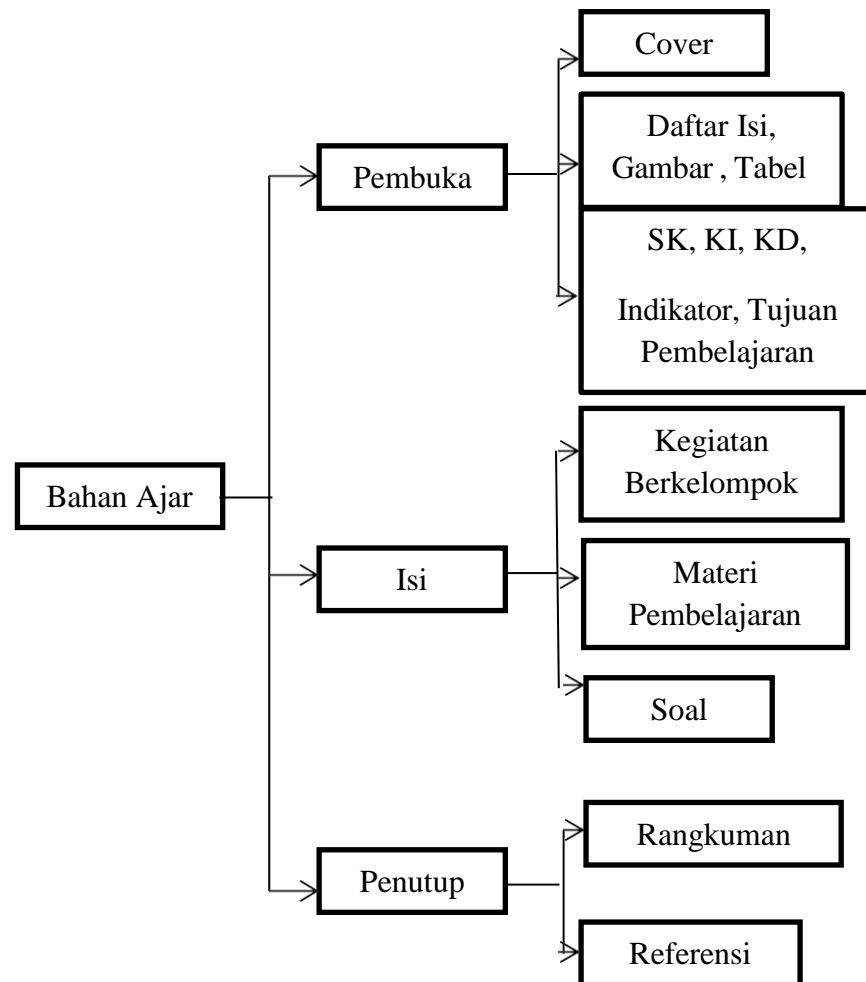 Cover
Daftar Isi,
Gambar , Tabel
Pembuka
SK, KI, KD,
Indikator, Tujuan
Pembelajaran
Kegiatan
Berkelompok
Bahan Ajar
Isi
Materi
Pembelajaran
Soal
Rangkuman
Penutup
Referensi